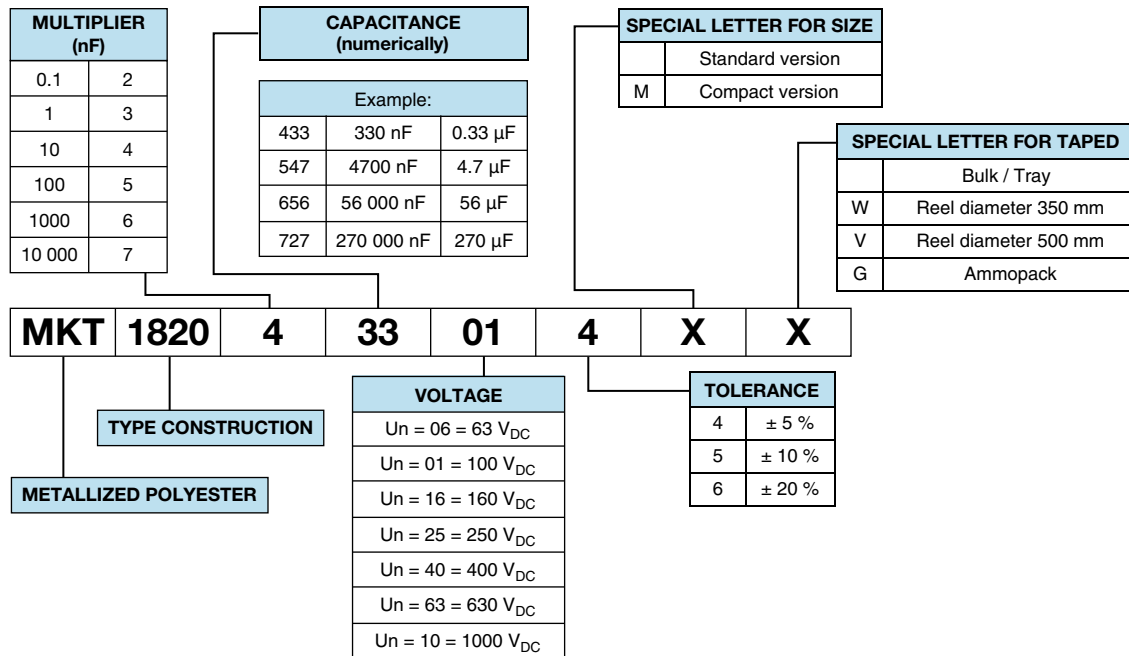 MULTIPLIER
(nF)
0.1 2
1 3
10 4
100 5
1000 6
10 000 7
CAPACITANCE
(numerically)
Example:
433 330 nF 0.33 µF
547 4700 nF 4.7 µF
656 56 000 nF 56 µF
727 270 000 nF 270 µF
SPECIAL LETTER FOR SIZE
Standard version
M Compact version
SPECIAL LETTER FOR TAPED
Bulk / Tray
W Reel diameter 350 mm
V Reel diameter 500 mm
G Ammopack
MKT 1820 4 33 01 4 X X
TYPE CONSTRUCTION
METALLIZED POLYESTER
VOLTAGE
Un = 06 = 63 VDC
Un = 01 = 100 VDC
Un = 16 = 160 VDC
Un = 25 = 250 VDC
Un = 40 = 400 VDC
Un = 63 = 630 VDC
Un = 10 = 1000 VDC
TOLERANCE
4 ± 5 %
5 ± 10 %
6 ± 20 %